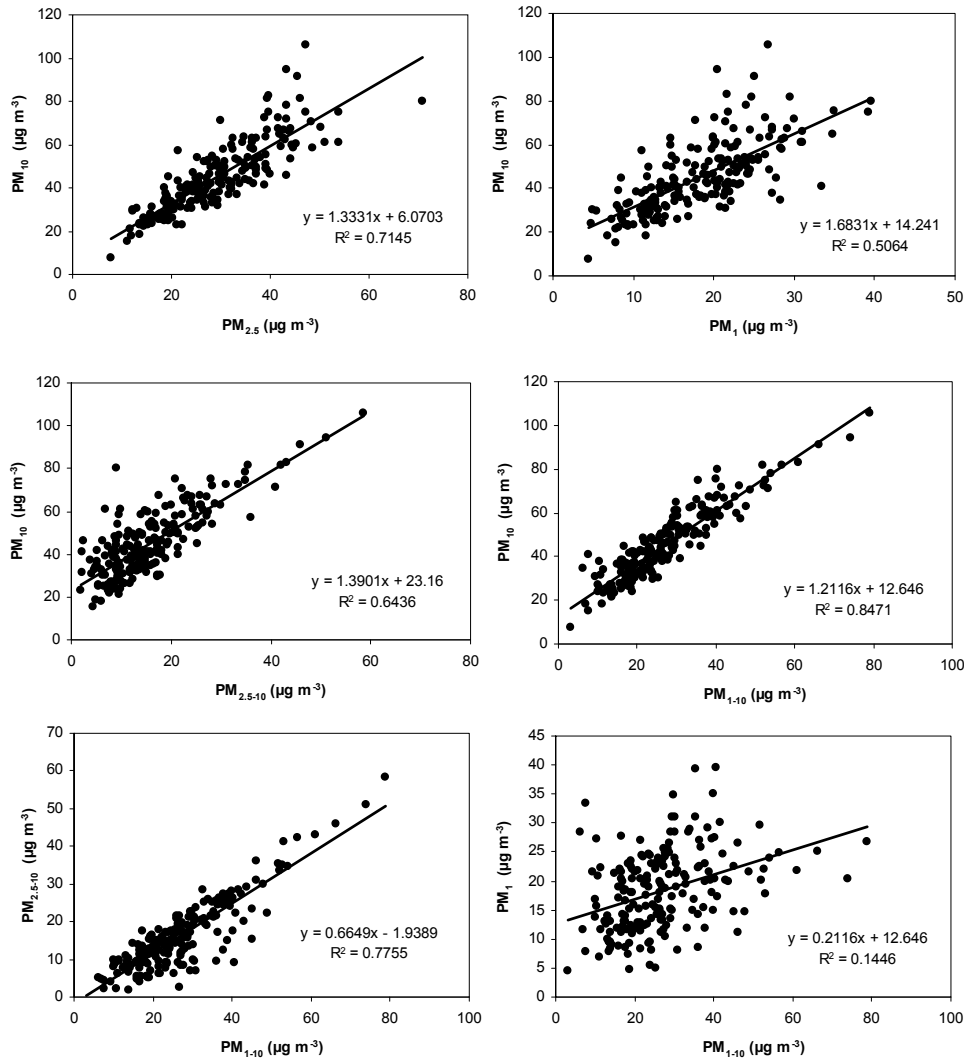 120
100
80
60
40
20
0
PM10 (µg m-3)
y = 1.3331x + 6.0703
R2 = 0.7145
0 20 40 60 80
PM2.5 (µg m-3)
120
100
80
60
40
20
0
PM10 (µg m-3)
y = 1.6831x + 14.241
R2 = 0.5064
0 10 20 30 40 50
PM1 (µg m-3)
120
100
80
60
40
20
0
PM10 (µg m-3)
y = 1.3901x + 23.16
R2 = 0.6436
0 20 40 60 80
PM2.5-10 (µg m-3)
120
100
80
60
40
20
0
PM10 (µg m-3)
y = 1.2116x + 12.646
R2 = 0.8471
0 20 40 60 80 100
PM1-10 (µg m-3)
70
60
50
40
30
20
10
0
PM2.5-10 (µg m-3)
y = 0.6649x - 1.9389
R2 = 0.7755
0 20 40 60 80 100
PM1-10 (µg m-3)
45
40
35
30
25
20
15
10
5
0
PM1 (µg m-3)
y = 0.2116x + 12.646
R2 = 0.1446
0 20 40 60 80 100
PM1-10 (µg m-3)